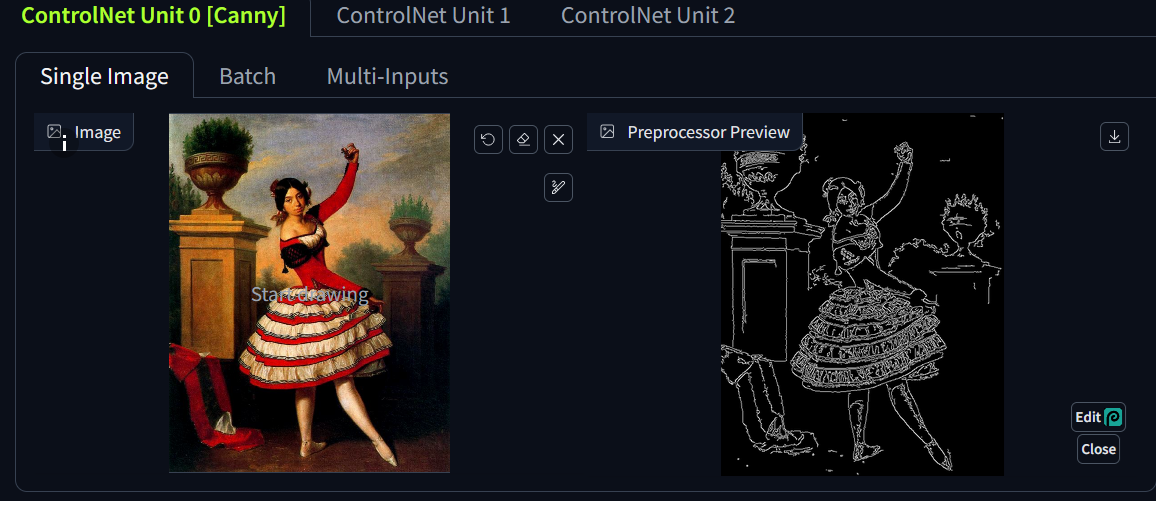 ControlNet Unit 0 [Canny] ControlNet Unit 1 ControlNet Unit 2
Single Image Batch Multi-Inputs
Image Preprocessor Preview
Start drawing
Edit
Close